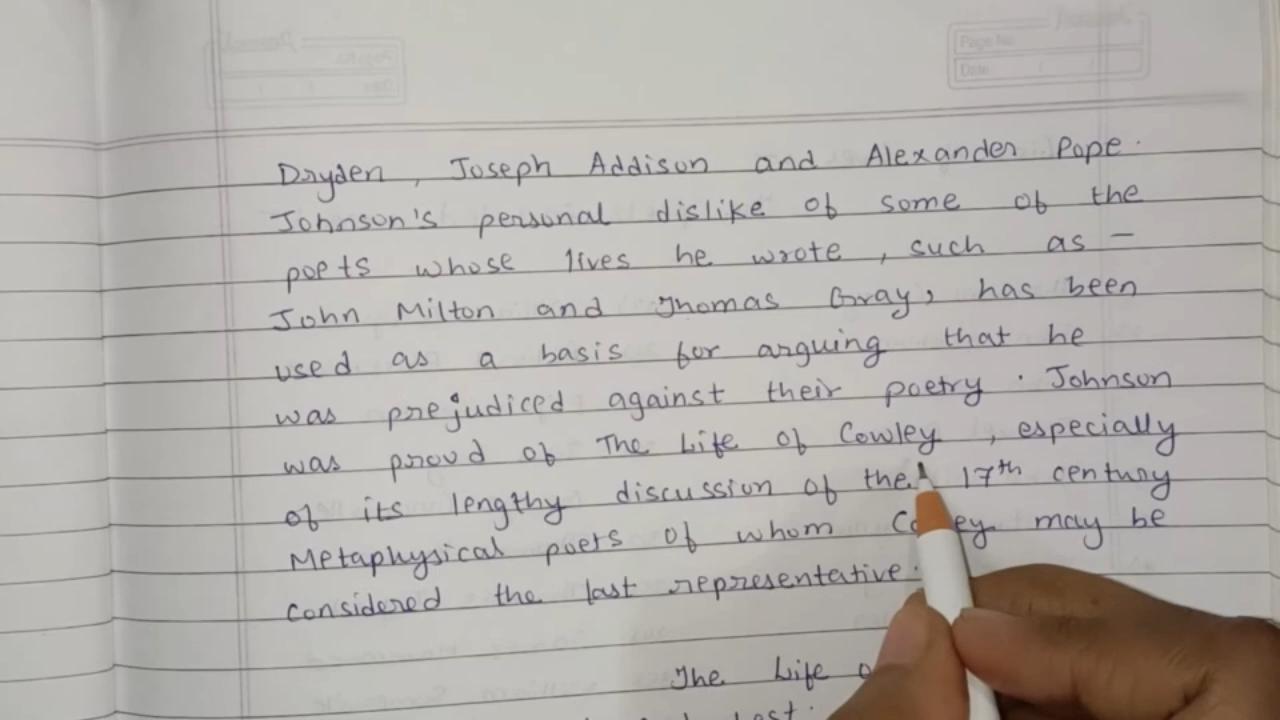 Page No.
Date
Dryden, Joseph Addison and Alexander Pope.
Johnson's personal dislike of some of the
poets whose lives he wrote, such as –
John Milton and Thomas Gray, has been
used as a basis for arguing that he
was prejudiced against their poetry. Johnson
was proud of The Life of Cowley, especially
of its lengthy discussion of the 17th century
Metaphysical poets of whom may be
considered the last representative.
The Life